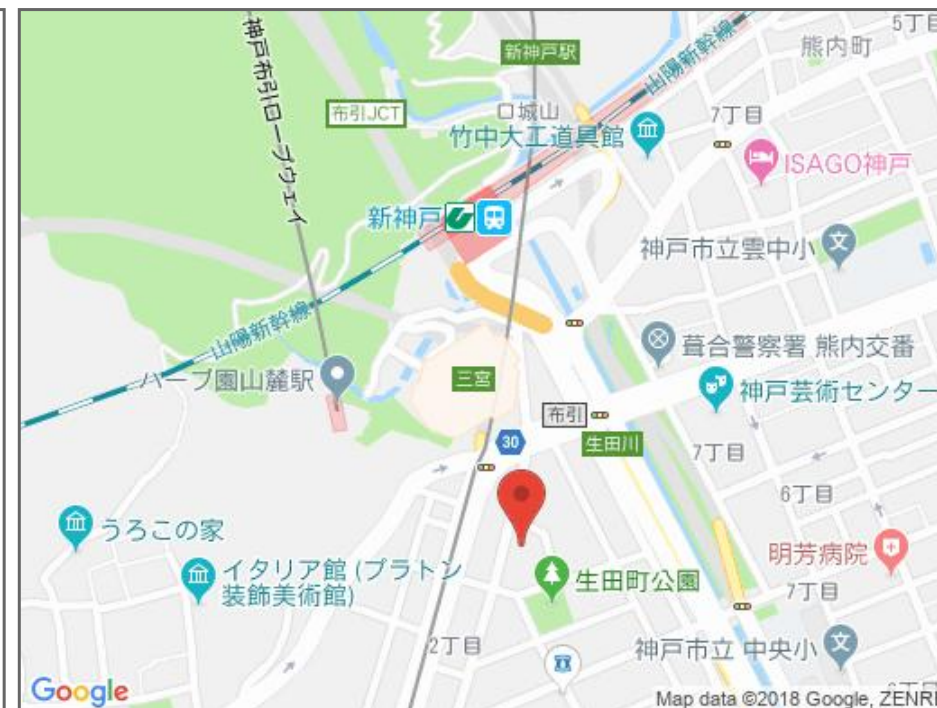 5丁目
熊内町
山陽新幹線
新神戸駅
神戸布引ロープウェイ
布引JCT
口城山
7丁目
竹中大工道具館
ISAGO神戸
新神戸
神戸市立雲中小
山陽新幹線
葺合警察署 熊内交番
ハーブ園山麓駅
三宮
神戸芸術センター
布引
30
生田川
7丁目
6丁目
うろこの家
イタリア館 (プラトン
装飾美術館)
明芳病院
生田町公園
7丁目
2丁目
神戸市立 中央小
Google
Map data ©2018 Google, ZENRI